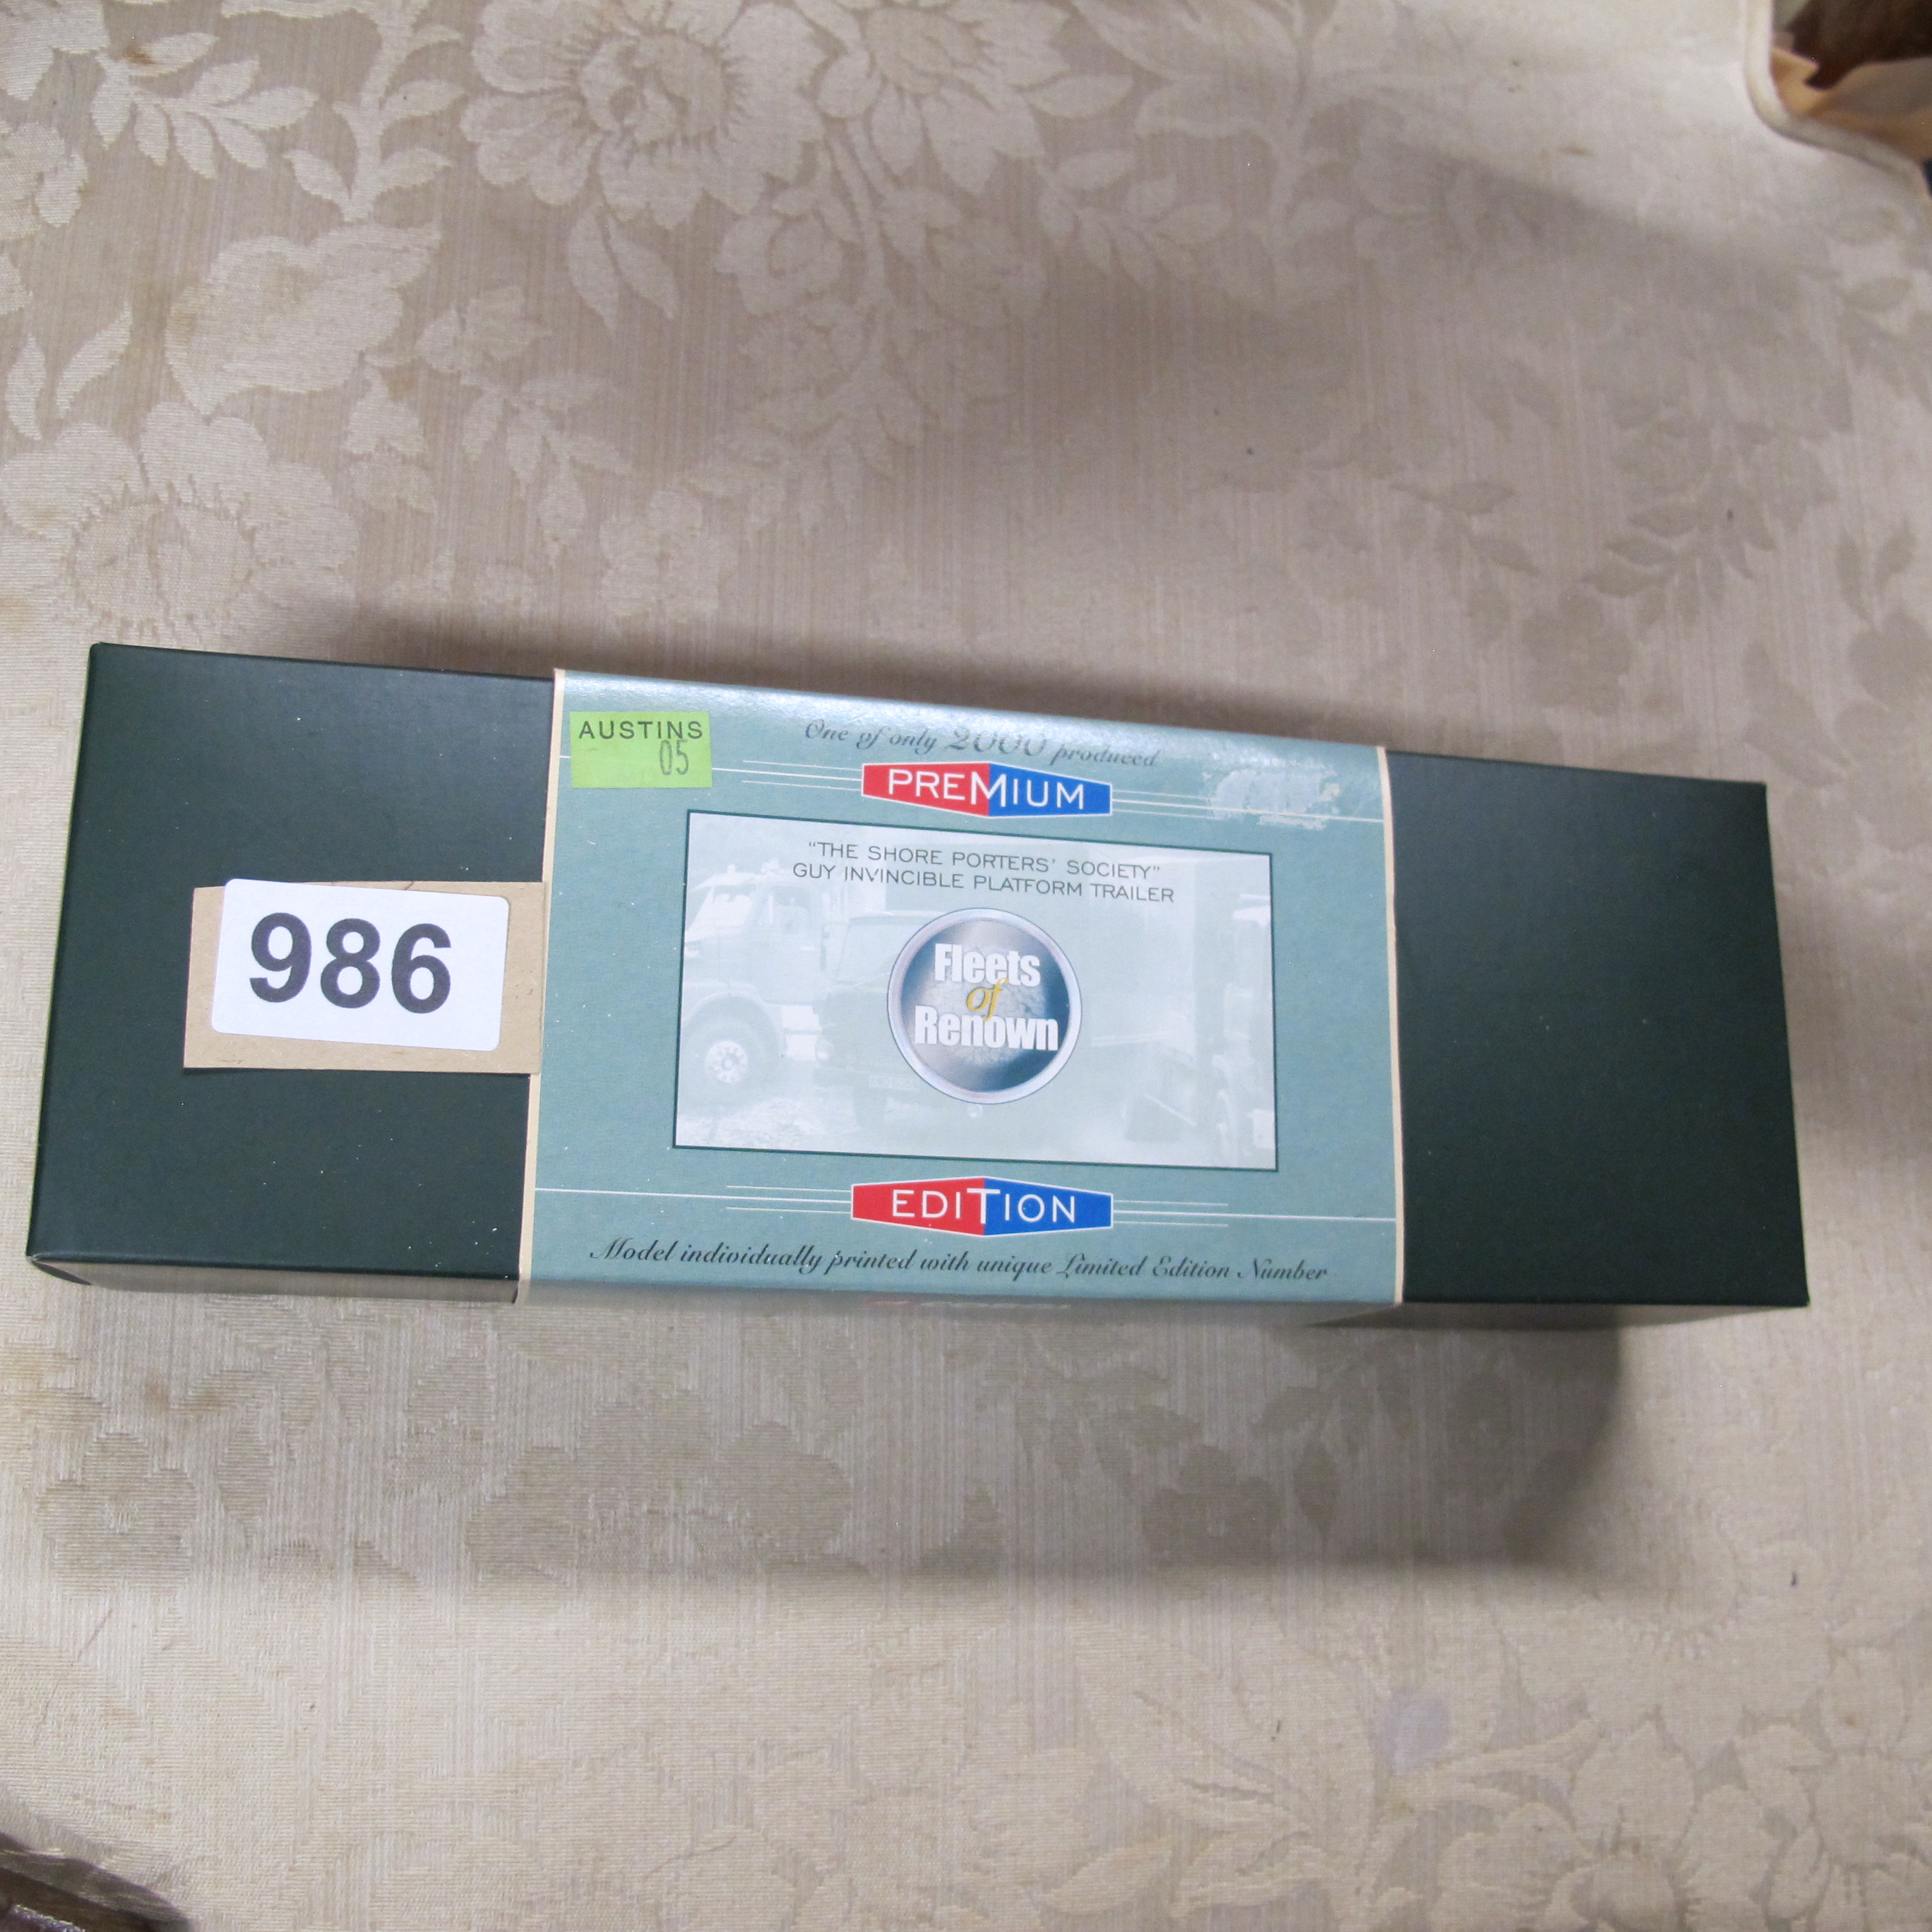 AUSTINS
05
One of only 2000 produced
PREMIUM
"THE SHORE PORTERS' SOCIETY"
GUY INVINCIBLE PLATFORM TRAILER
Fleets
of
Renown
986
EDITION
Model individually printed with unique Limited Edition Number